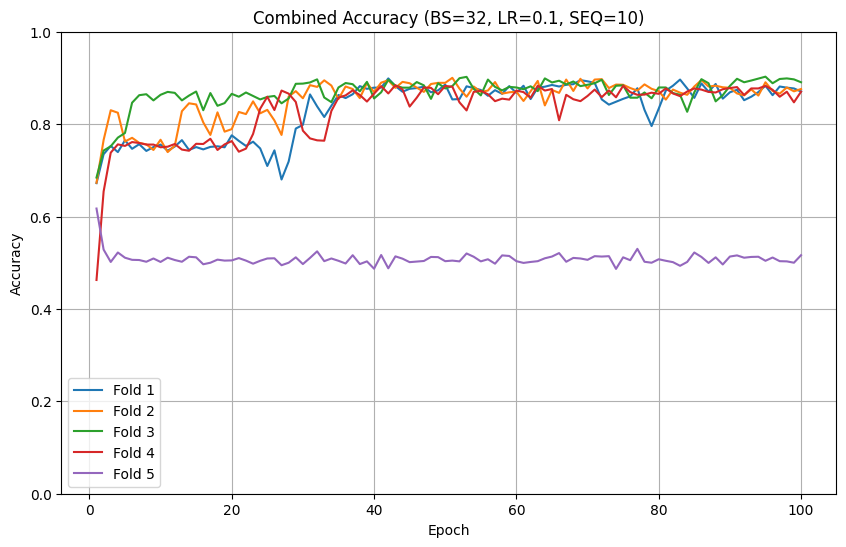 Combined Accuracy (BS=32, LR=0.1, SEQ=10)
1.0
0.8
0.6
0.4
0.2
0.0
Accuracy
Fold 1
Fold 2
Fold 3
Fold 4
Fold 5
0 20 40 60 80 100
Epoch